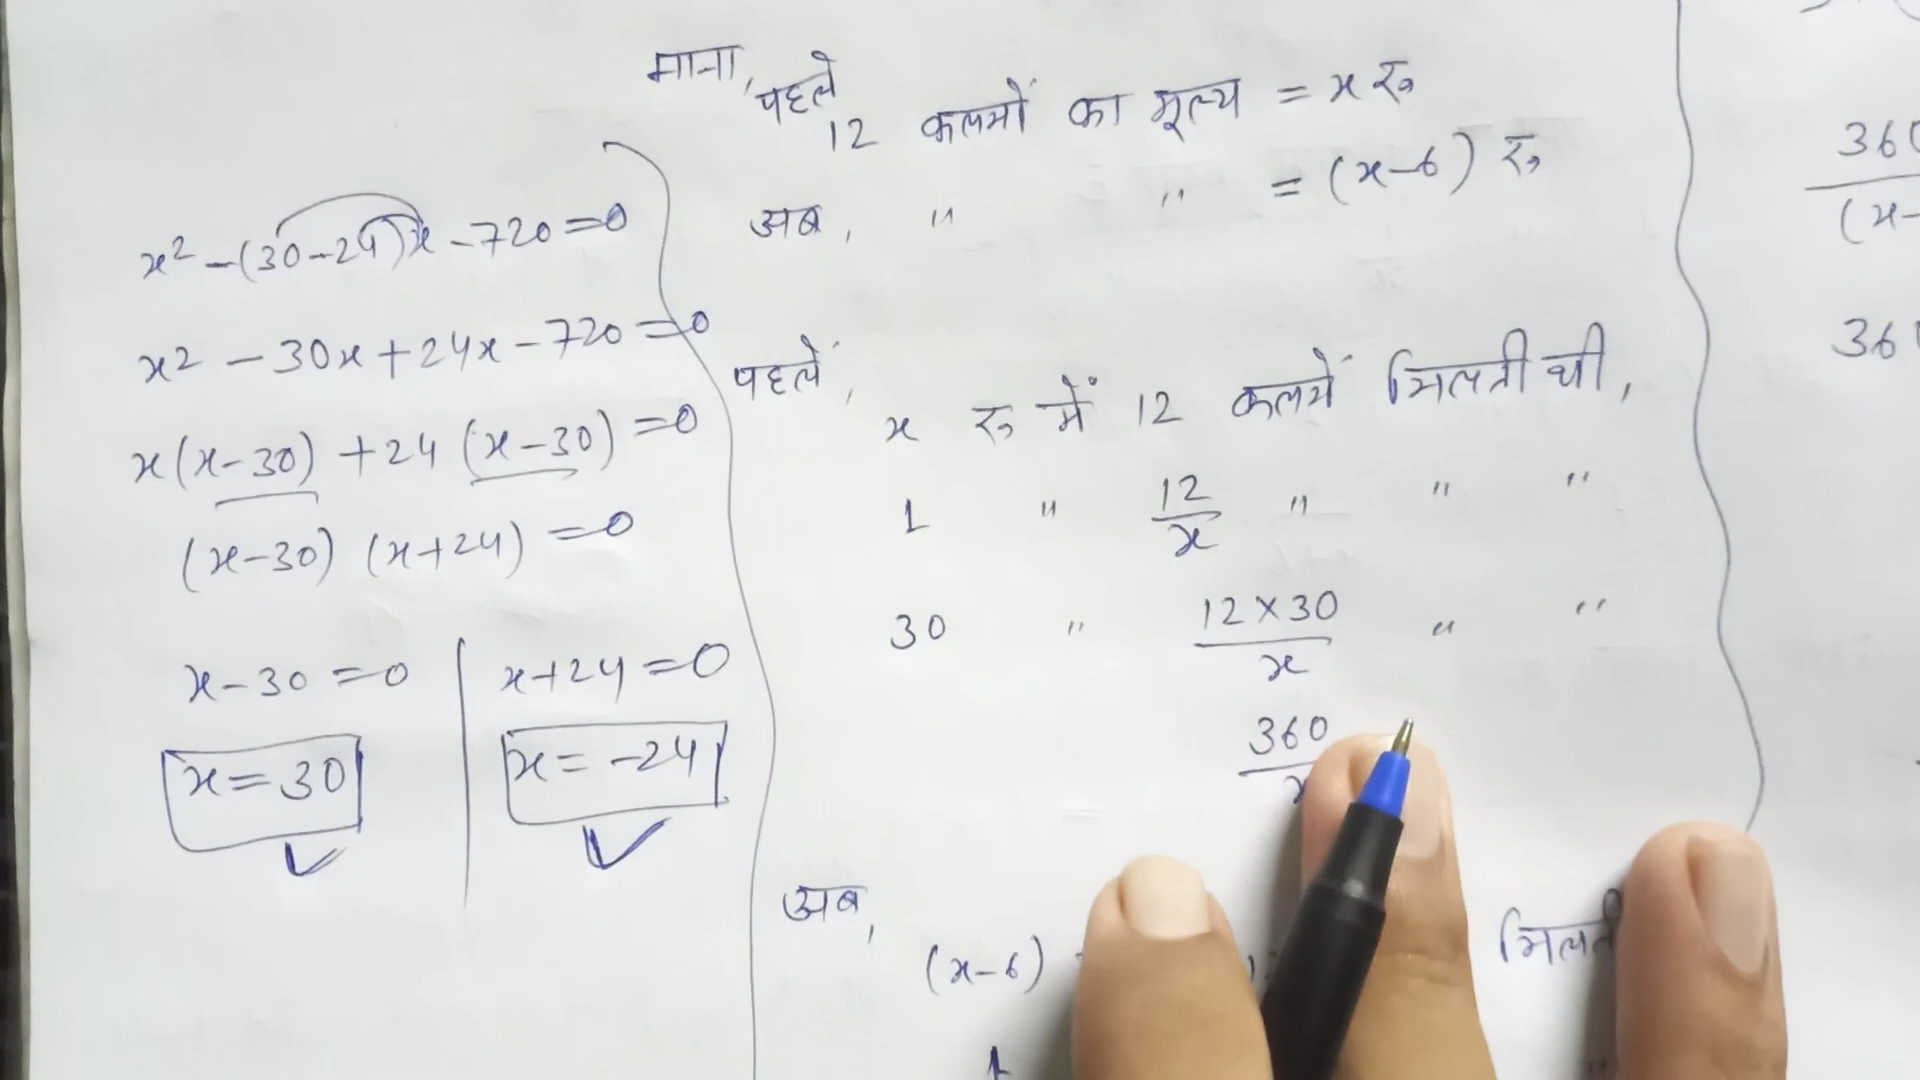 माना, पहले
12 कलमों का मूल्य = x रु
अब, " " = (x-6) रु
पहले,
x रु में 12 कलमें मिलती थी,
1 " 12/x " " "
30 " 12×30/x " "
360
अब,
(x-6)
1
x² -(30-24)x -720=0
x² - 30x+24x-720=0
x(x-30) +24 (x-30)=0
(x-30) (x+24)=0
x-30=0
x=30
x+24=0
x=-24